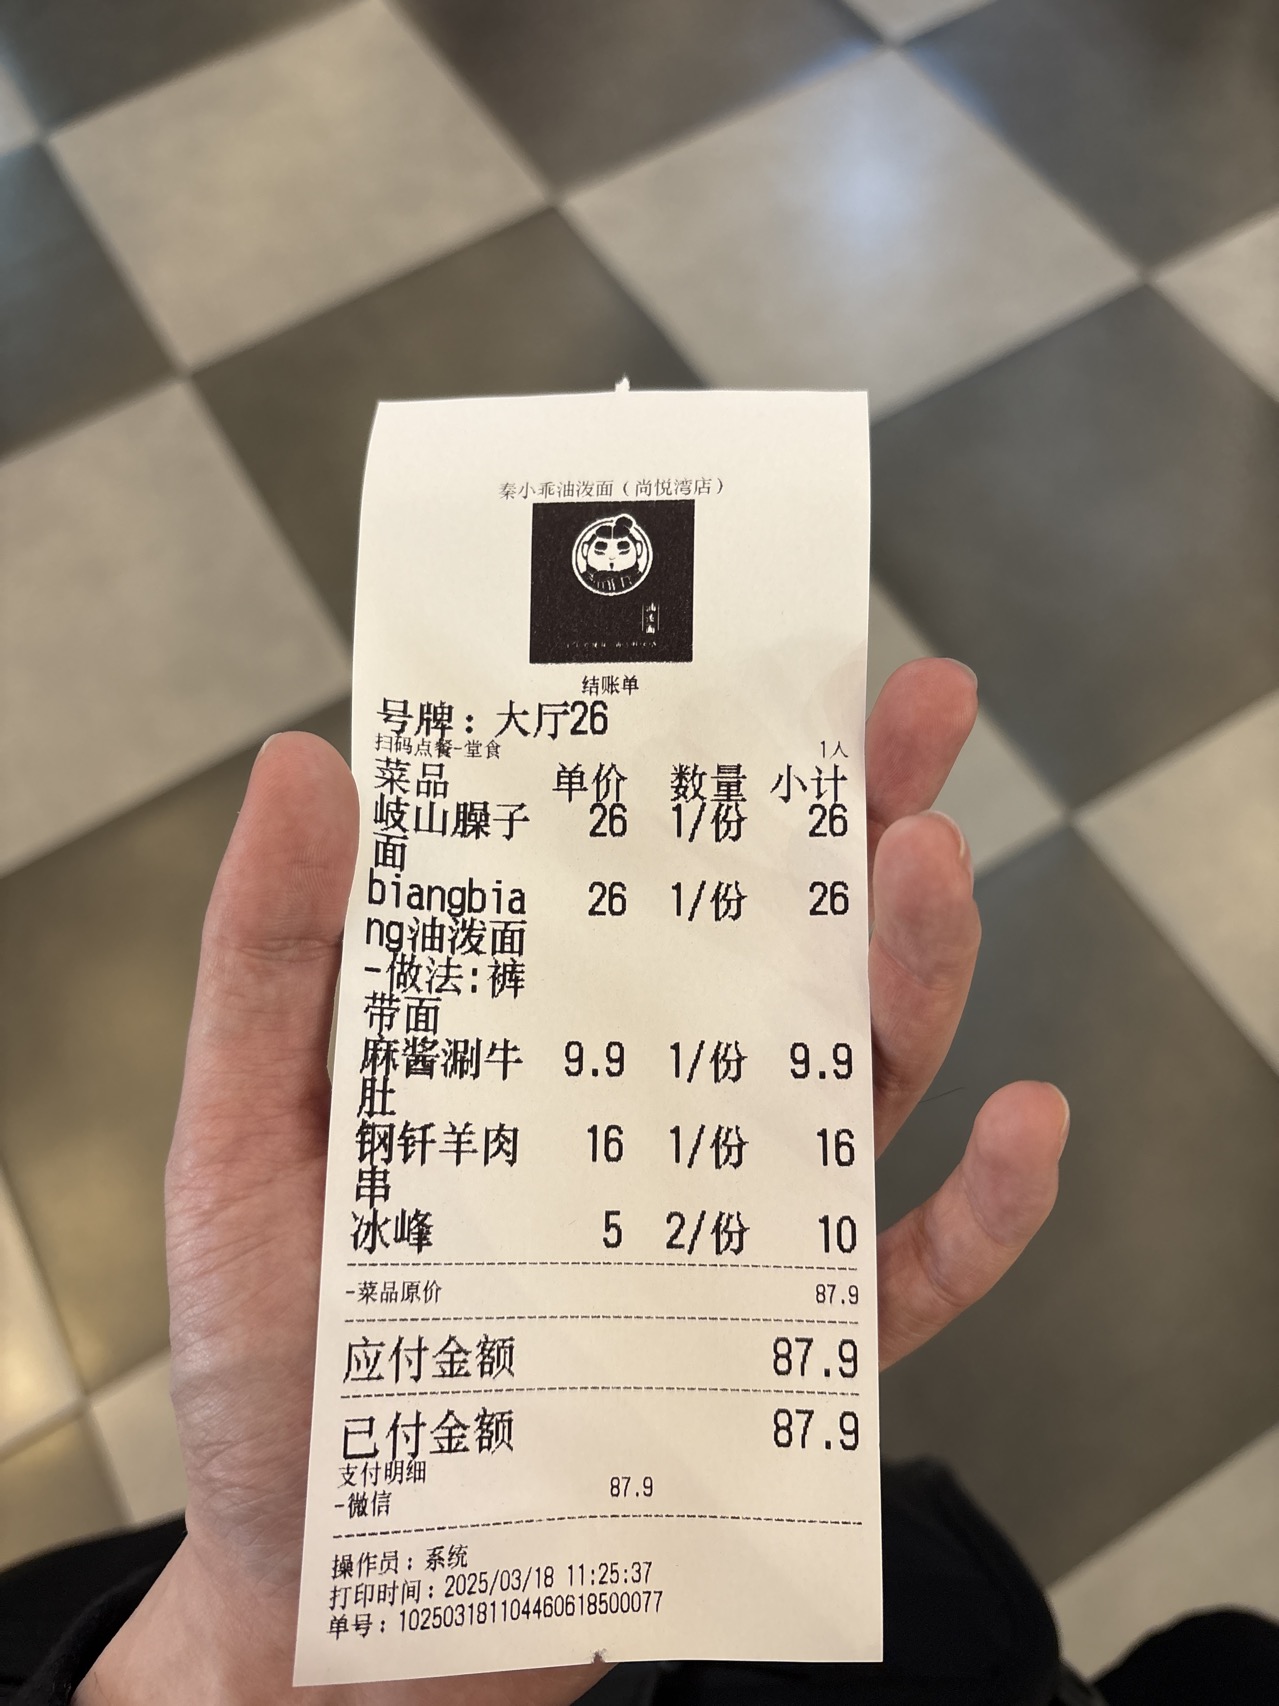 秦小乖油泼面（尚悦湾店）
油泼面
结账单
号牌：大厅26
扫码点餐-堂食 1人
菜品 单价 数量 小计
岐山臊子 26 1/份 26
面
biangbia 26 1/份 26
ng油泼面
-做法:裤
带面
麻酱涮牛 9.9 1/份 9.9
肚
钢钎羊肉 16 1/份 16
串
冰峰 5 2/份 10
-菜品原价 87.9
应付金额 87.9
已付金额 87.9
支付明细
-微信 87.9
操作员：系统
打印时间：2025/03/18 11:25:37
单号：102503181104460618500077